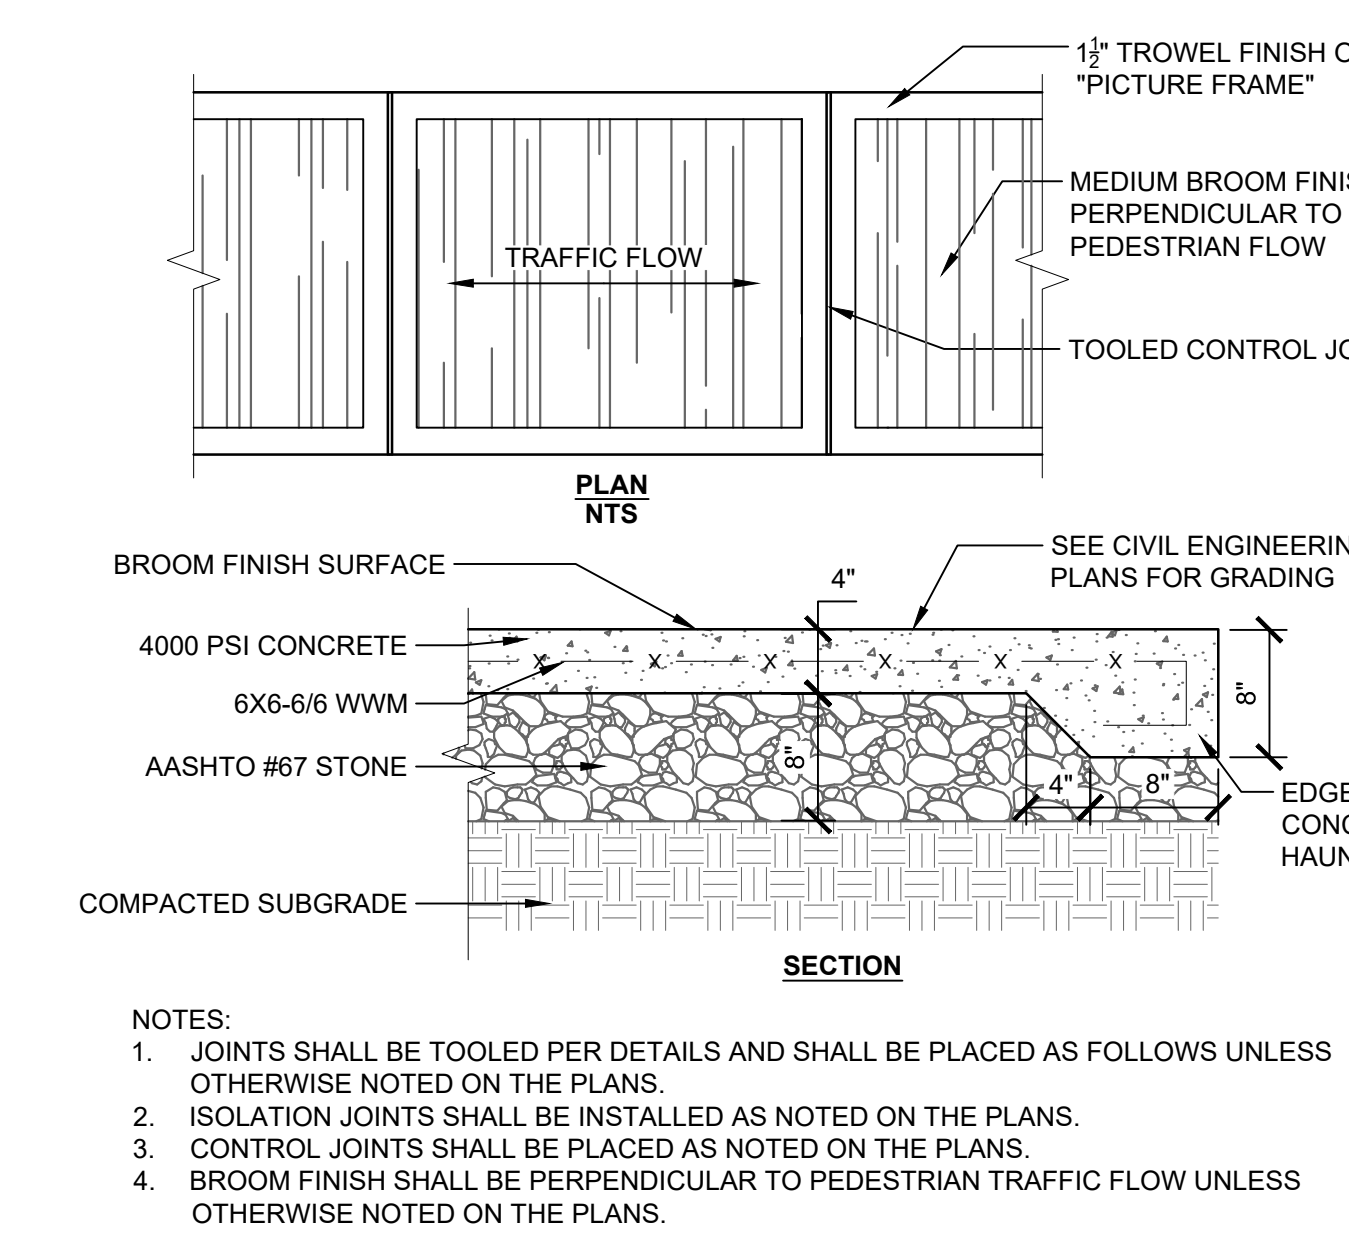 1½" TROWEL FINISH
"PICTURE FRAME"
MEDIUM BROOM
PERPENDICULAR TO
PEDESTRIAN FLOW
TRAFFIC FLOW
TOOLED CONTROL
PLAN
NTS
BROOM FINISH SURFACE
SEE CIVIL
PLANS FOR GRADING
4"
4000 PSI CONCRETE
6X6-6/6 WWM
X X X X X X
8"
AASHTO #67 STONE
8"
4"
8"
EDGE
COMPACTED SUBGRADE
SECTION
NOTES:
1. JOINTS SHALL BE TOOLED PER DETAILS AND SHALL BE PLACED AS FOLLOWS UNLESS
OTHERWISE NOTED ON THE PLANS.
2. ISOLATION JOINTS SHALL BE INSTALLED AS NOTED ON THE PLANS.
3. CONTROL JOINTS SHALL BE PLACED AS NOTED ON THE PLANS.
4. BROOM FINISH SHALL BE PERPENDICULAR TO PEDESTRIAN TRAFFIC FLOW UNLESS
OTHERWISE NOTED ON THE PLANS.